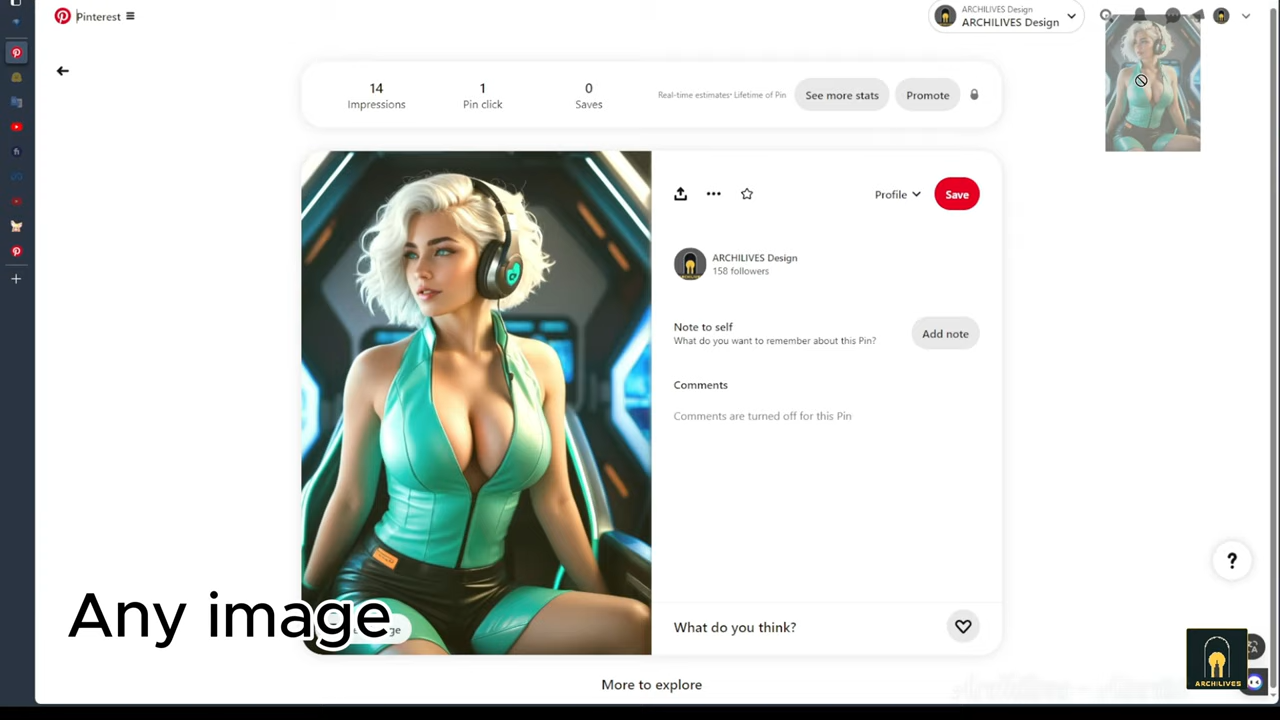 Pinterest
ARCHILIVES Design
ARCHILIVES Design
14
Impressions
1
Pin click
0
Saves
Real-time estimates• Lifetime of Pin
See more stats
Promote
Profile
Save
ARCHILIVES Design
158 followers
Note to self
What do you want to remember about this Pin?
Add note
Comments
Comments are turned off for this Pin
Any image
What do you think?
?
ARCHILIVES
More to explore